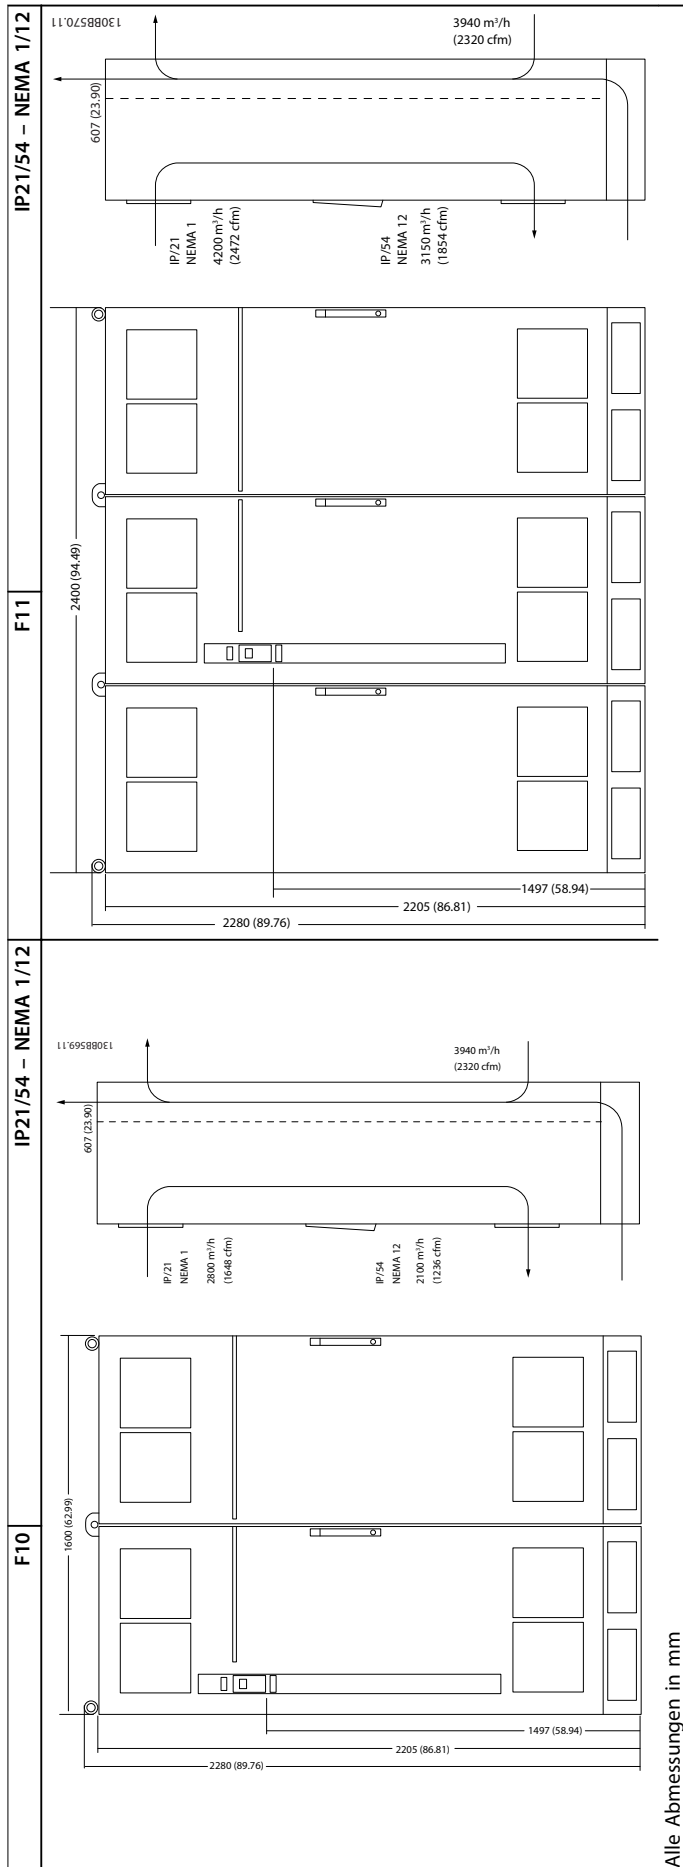 F10
IP21/54 – NEMA 1/12
F11
IP21/54 – NEMA 1/12
130BB569.11
607 (23.90)
3940 m³/h
(2320 cfm)
IP/21
NEMA 1
2800 m³/h
(1648 cfm)
IP/54
NEMA 12
2100 m³/h
(1236 cfm)
1600 (62.99)
1497 (58.94)
2205 (86.81)
2280 (89.76)
130BB570.11
607 (23.90)
3940 m³/h
(2320 cfm)
IP/21
NEMA 1
4200 m³/h
(2472 cfm)
IP/54
NEMA 12
3150 m³/h
(1854 cfm)
2400 (94.49)
1497 (58.94)
2205 (86.81)
2280 (89.76)
Alle Abmessungen in mm